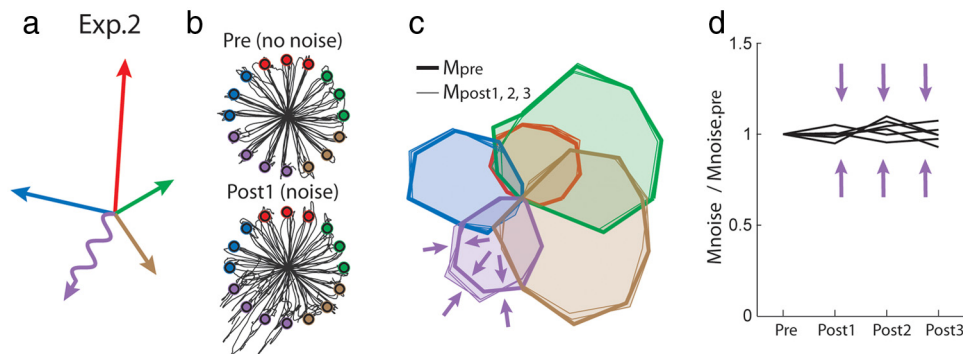 a
Exp.2
b
Pre (no noise)
Post1 (noise)
c
Mpre
Mpost1, 2, 3
d
Mnoise / Mnoise.pre
1.5
1
0.5
0
Pre Post1 Post2 Post3